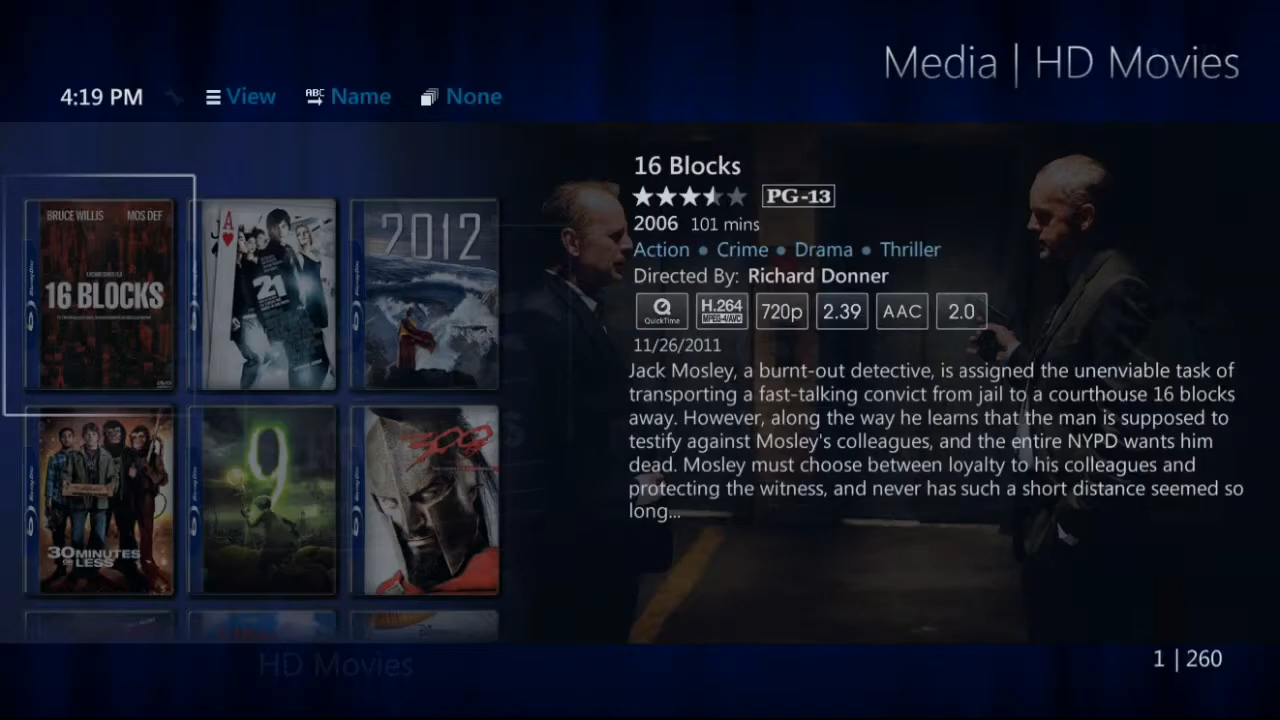 Media | HD Movies
4:19 PM
View
ABC Name
None
16 Blocks
PG-13
2006 101 mins
Action • Crime • Drama • Thriller
Directed By: Richard Donner
QuickTime
H.264
MPEG-4/AVC
720p
2.39
AAC
2.0
11/26/2011
Jack Mosley, a burnt-out detective, is assigned the unenviable task of
transporting a fast-talking convict from jail to a courthouse 16 blocks
away. However, along the way he learns that the man is supposed to
testify against Mosley's colleagues, and the entire NYPD wants him
dead. Mosley must choose between loyalty to his colleagues and
protecting the witness, and never has such a short distance seemed so
long...
BRUCE WILLIS MOS DEF
16 BLOCKS
A
21
2012
30 MINUTES
OR LESS
9
300
HD Movies
1 | 260